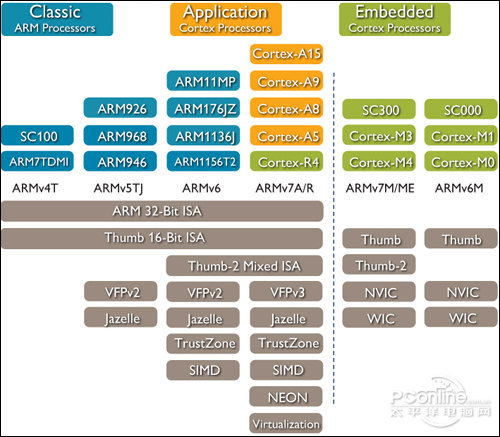 Classic
ARM Processors
Application
Cortex Processors
Embedded
Cortex Processors
Cortex-A15
ARM11MP
Cortex-A9
ARM926
ARM176JZ
Cortex-A8
SC300
SC000
SC100
ARM968
ARM1136J
Cortex-A5
Cortex-M3
Cortex-M1
ARM7TDMI
ARM946
ARM1156T2
Cortex-R4
Cortex-M4
Cortex-M0
ARMv4T
ARMv5TJ
ARMv6
ARMv7A/R
ARMv7M/ME
ARMv6M
ARM 32-Bit ISA
Thumb 16-Bit ISA
Thumb
Thumb
Thumb-2 Mixed ISA
Thumb-2
VFPv2
VFPv2
VFPv3
NVIC
NVIC
Jazelle
Jazelle
Jazelle
WIC
WIC
TrustZone
TrustZone
SIMD
SIMD
NEON
Virtualization
PConline
.com.cn
太平洋电脑网